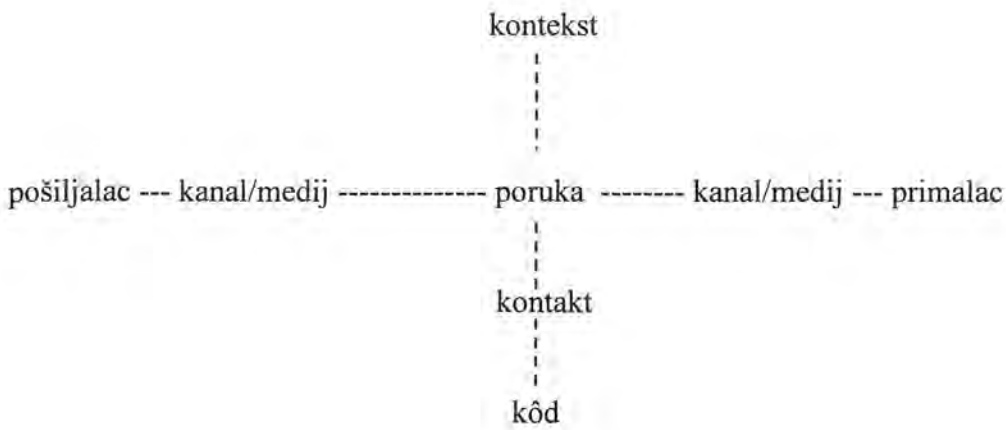 kontekst
pošiljalac --- kanal/medij --------------- poruka -------- kanal/medij --- primalac
kontakt
kôd